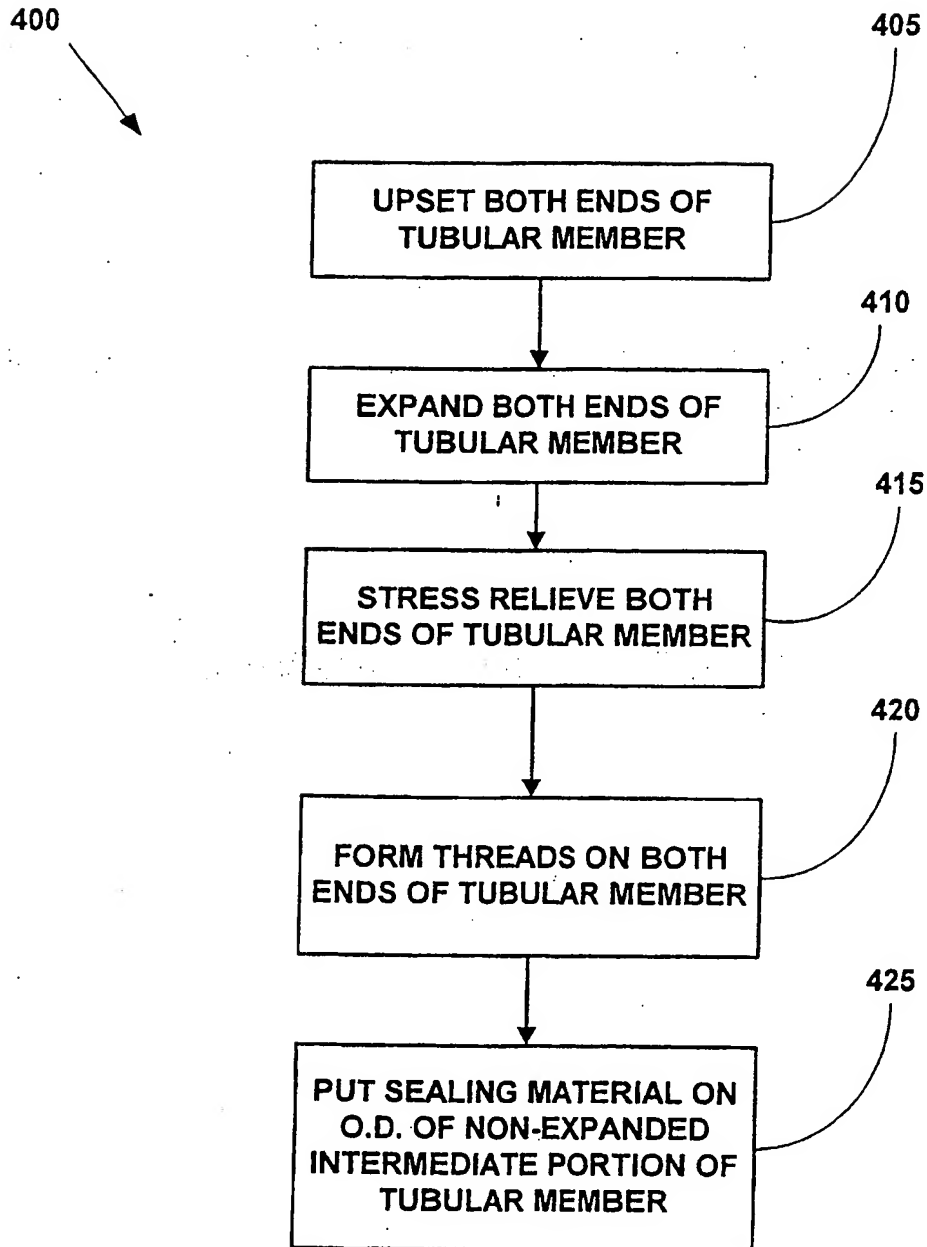 400
405
UPSET BOTH ENDS OF
TUBULAR MEMBER
410
EXPAND BOTH ENDS OF
TUBULAR MEMBER
415
STRESS RELIEVE BOTH
ENDS OF TUBULAR MEMBER
420
FORM THREADS ON BOTH
ENDS OF TUBULAR MEMBER
425
PUT SEALING MATERIAL ON
O.D. OF NON-EXPANDED
INTERMEDIATE PORTION OF
TUBULAR MEMBER